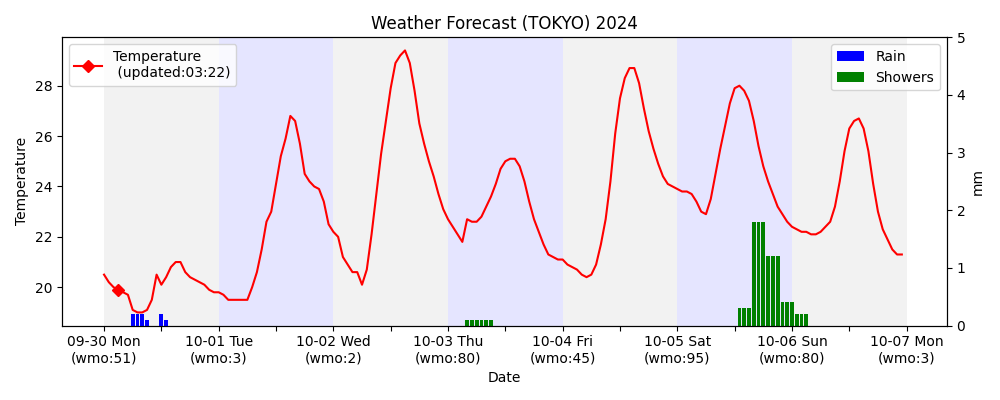 Weather Forecast (TOKYO) 2024
Temperature
(updated:03:22)
Rain
Showers
Temperature
28
26
24
22
20
5
4
3
2
1
0
mm
09-30 Mon
(wmo:51)
10-01 Tue
(wmo:3)
10-02 Wed
(wmo:2)
10-03 Thu
(wmo:80)
10-04 Fri
(wmo:45)
10-05 Sat
(wmo:95)
10-06 Sun
(wmo:80)
10-07 Mon
(wmo:3)
Date